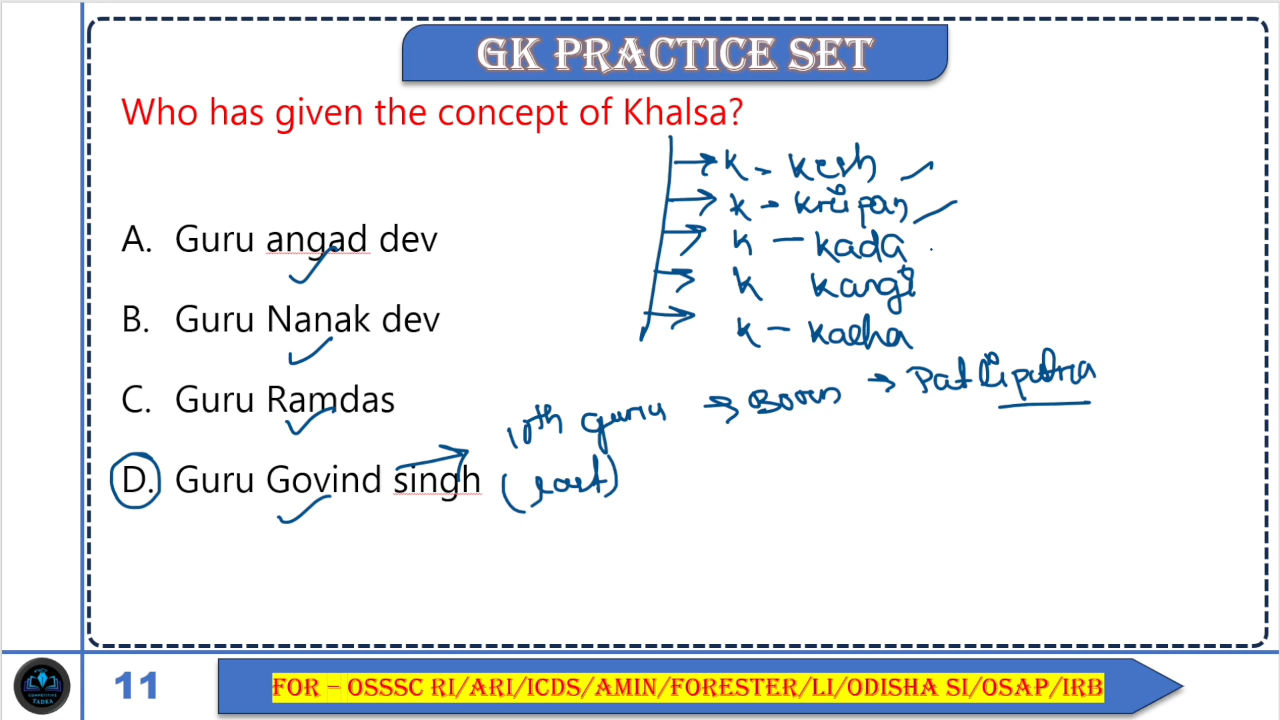 GK PRACTICE SET
Who has given the concept of Khalsa?
K - Kesh
K - Kripan
A. Guru angad dev
K - Kada
K Kangi
B. Guru Nanak dev
K - Kacha
C. Guru Ramdas
10th guru → Born → Patliputra
D. Guru Govind singh
(last)
COMPETITIVE
TADKA
11
FOR – OSSSC RI/ARI/ICDS/AMIN/FORESTER/LI/ODISHA SI/OSAP/IRB